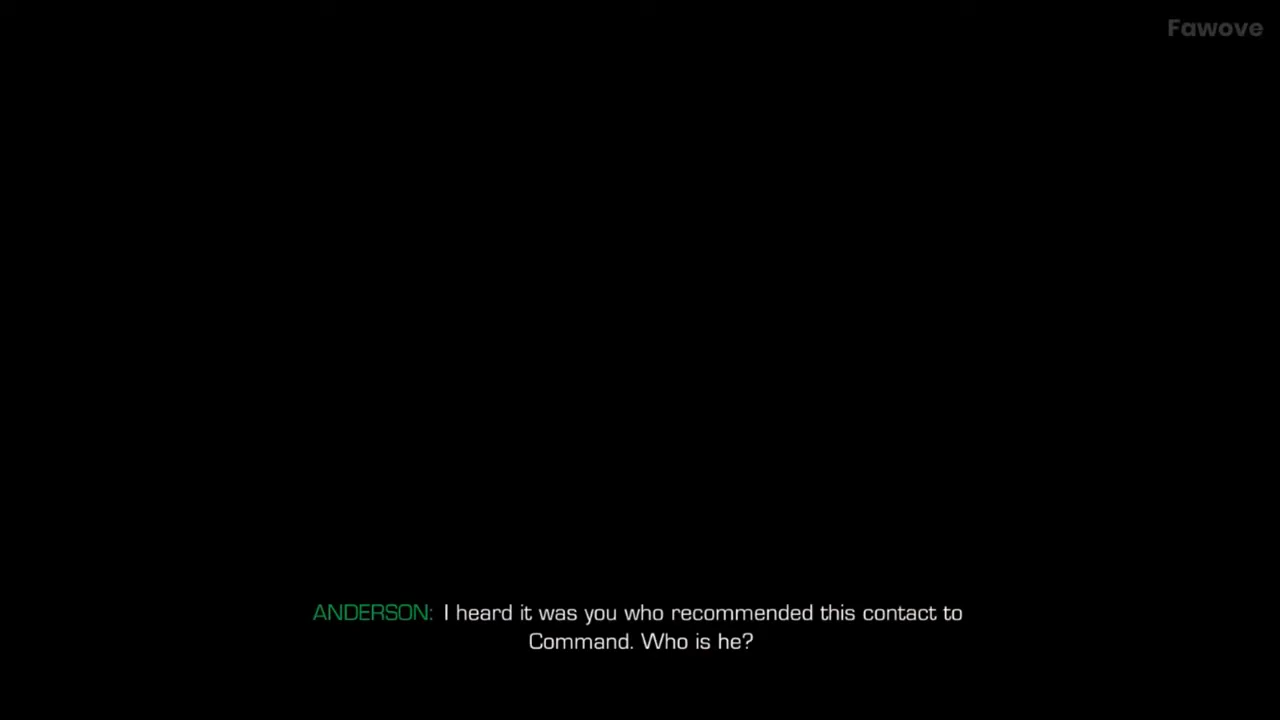 Fawove
ANDERSON: I heard it was you who recommended this contact to
Command. Who is he?